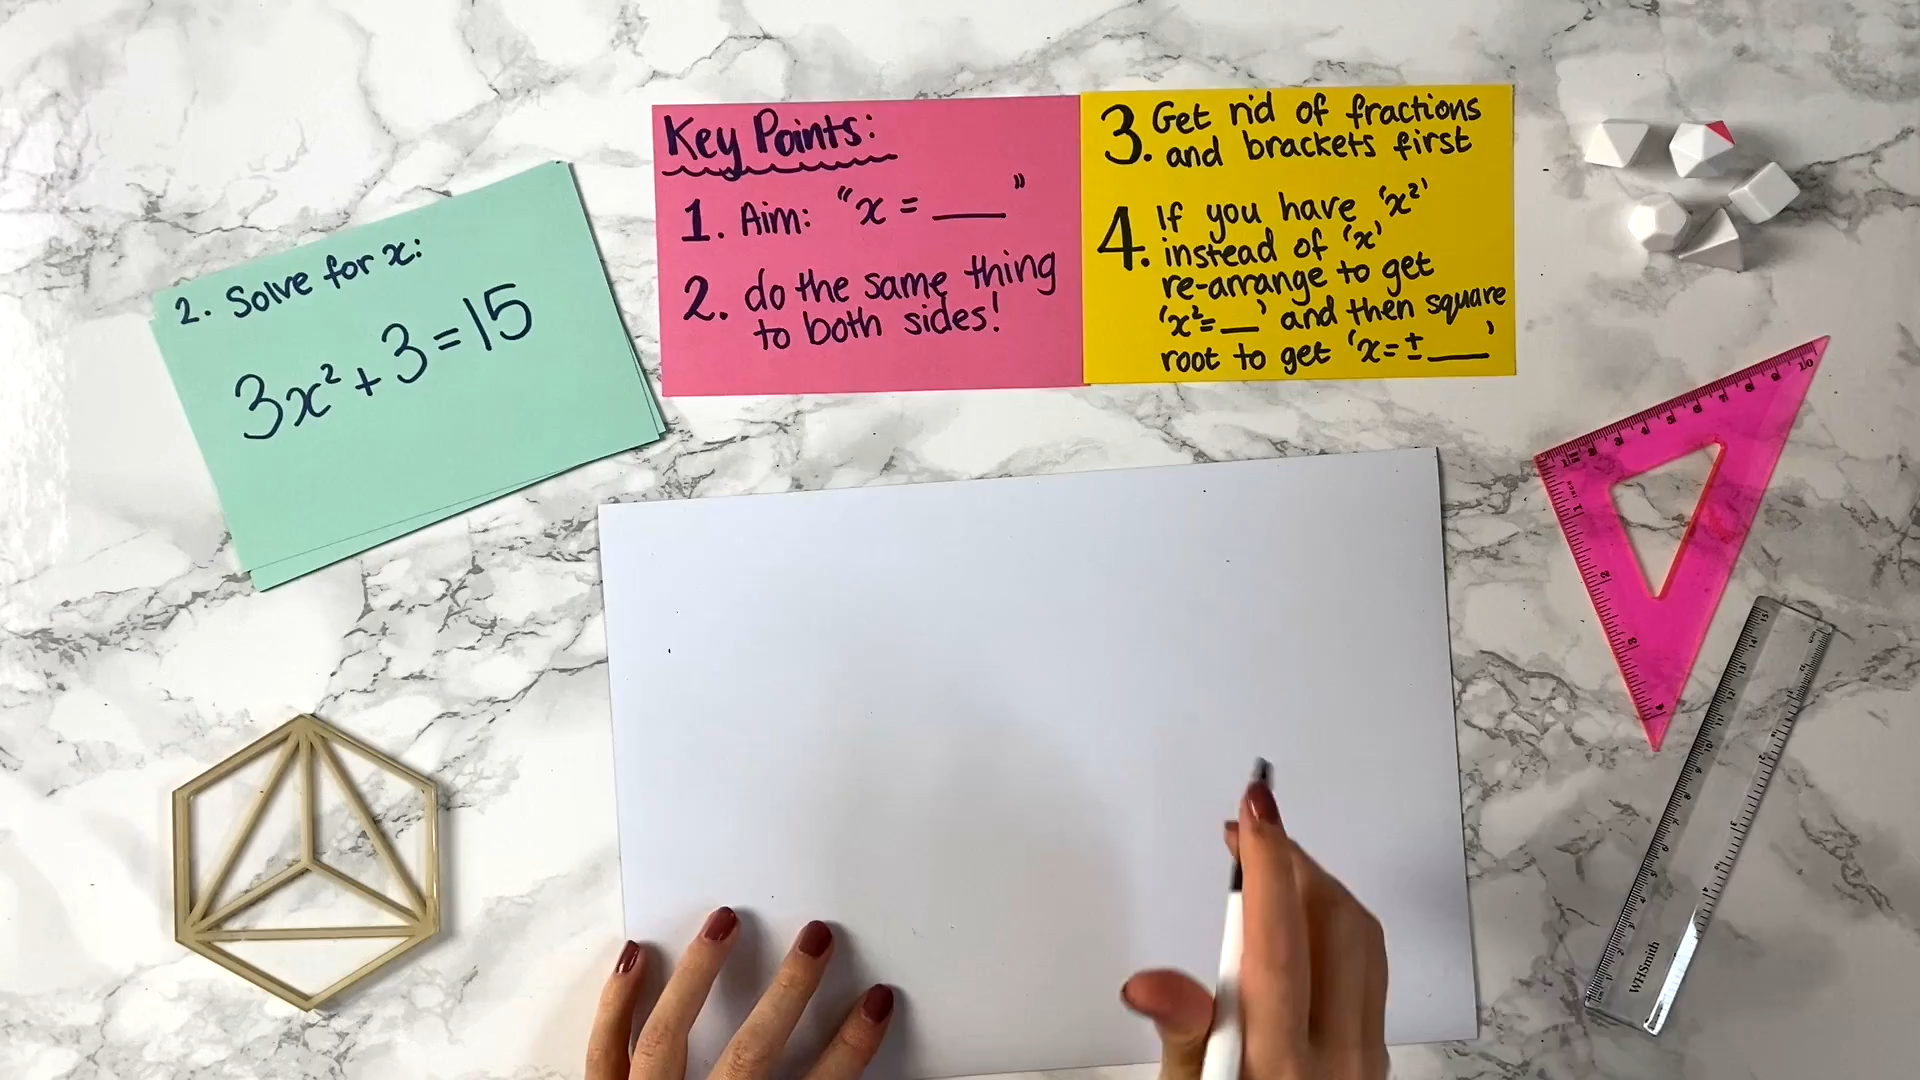 2. Solve for x:
3x² + 3 = 15
Key Points:
1. Aim: "x = ___"
2. do the same thing
to both sides!
3. Get rid of fractions
and brackets first
4. If you have 'x²'
instead of 'x'
re-arrange to get
'x²=__' and then square
root to get 'x=±___'
WHSmith